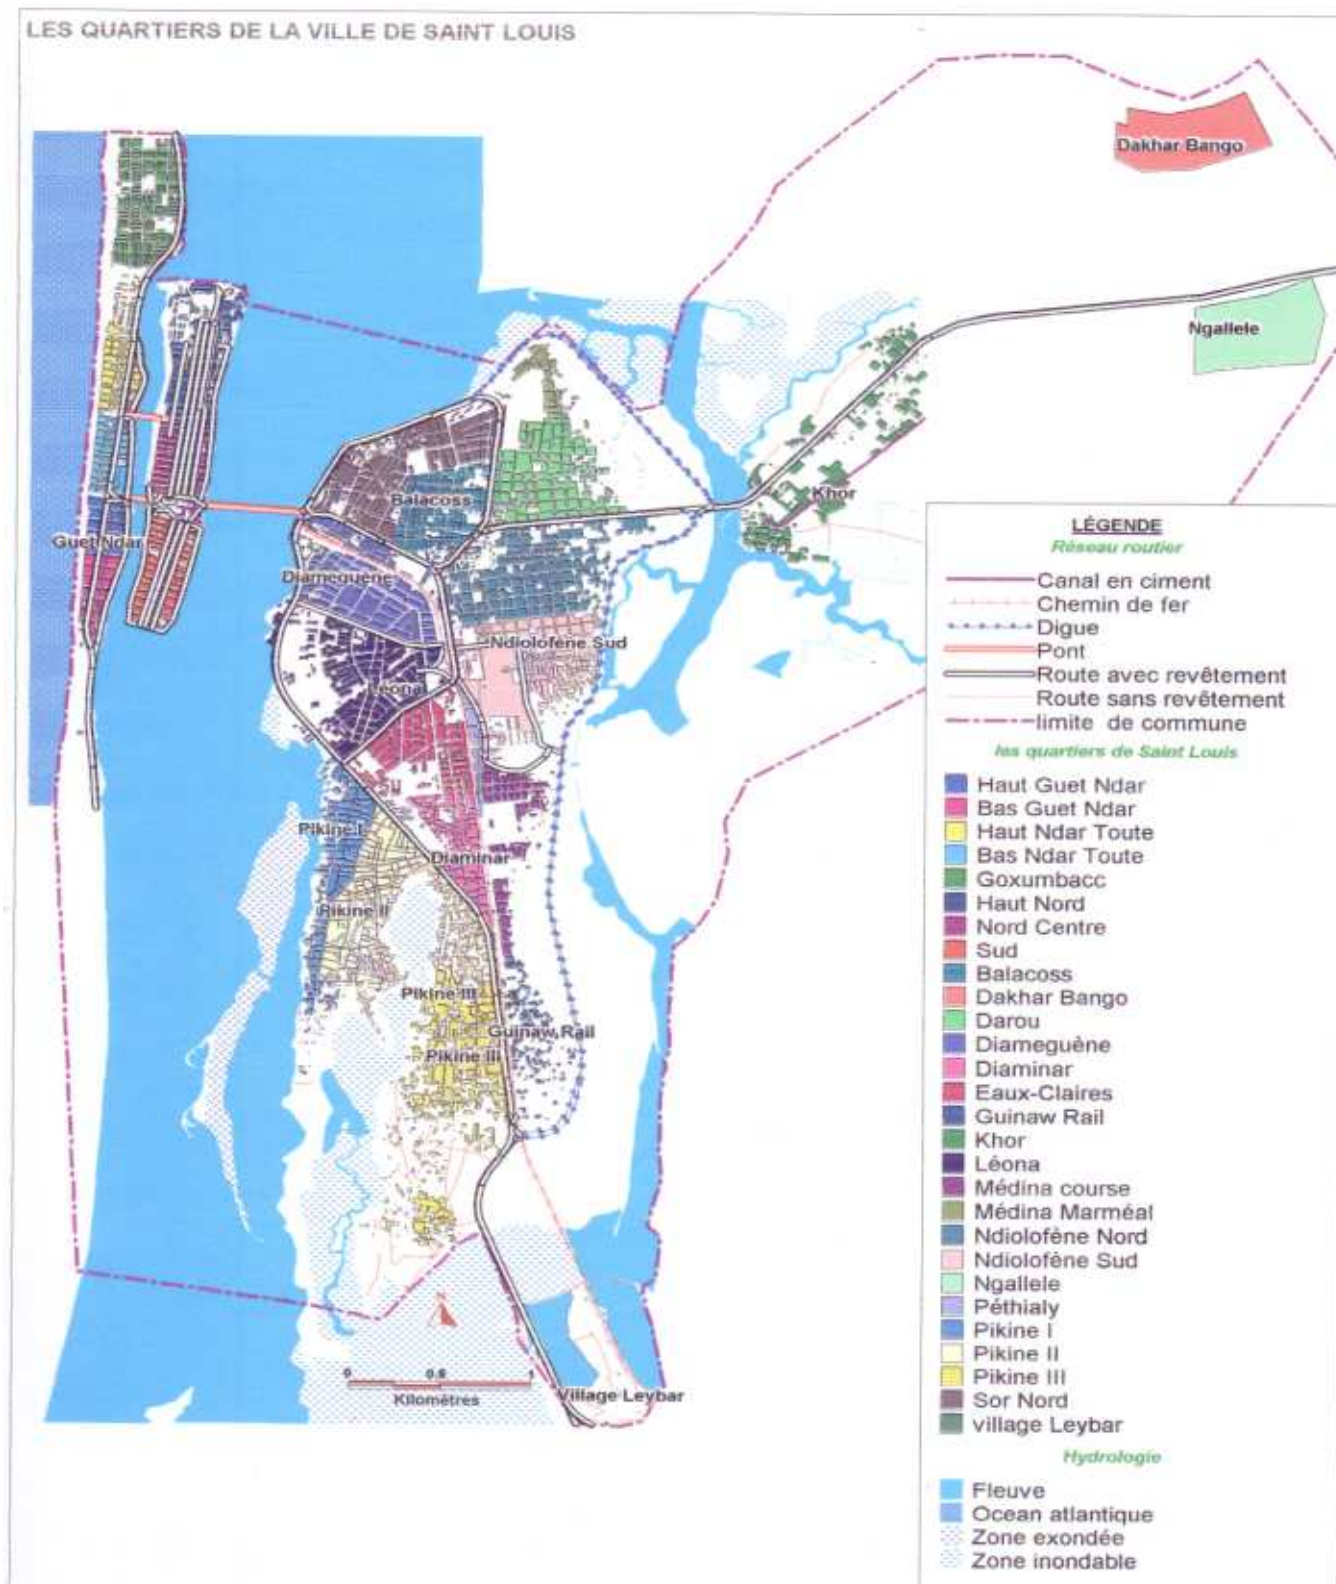 LES QUARTIERS DE LA VILLE DE SAINT LOUIS
Dakhar Bango
Ngallele
Balacoss
Khor
Guet Ndar
Diameguène
Ndiolofène Sud
Léona
Pikine I
Diaminar
Pikine II
Pikine III
Guinaw Rail
Pikine III
N
0 0.5 1
Kilomètres
Village Leybar
LÉGENDE
Réseau routier
Canal en ciment
Chemin de fer
Digue
Pont
Route avec revêtement
Route sans revêtement
limite de commune
les quartiers de Saint Louis
Haut Guet Ndar
Bas Guet Ndar
Haut Ndar Toute
Bas Ndar Toute
Goxumbacc
Haut Nord
Nord Centre
Sud
Balacoss
Dakhar Bango
Darou
Diameguène
Diaminar
Eaux-Claires
Guinaw Rail
Khor
Léona
Médina course
Médina Marméal
Ndiolofène Nord
Ndiolofène Sud
Ngallele
Péthialy
Pikine I
Pikine II
Pikine III
Sor Nord
village Leybar
Hydrologie
Fleuve
Ocean atlantique
Zone exondée
Zone inondable